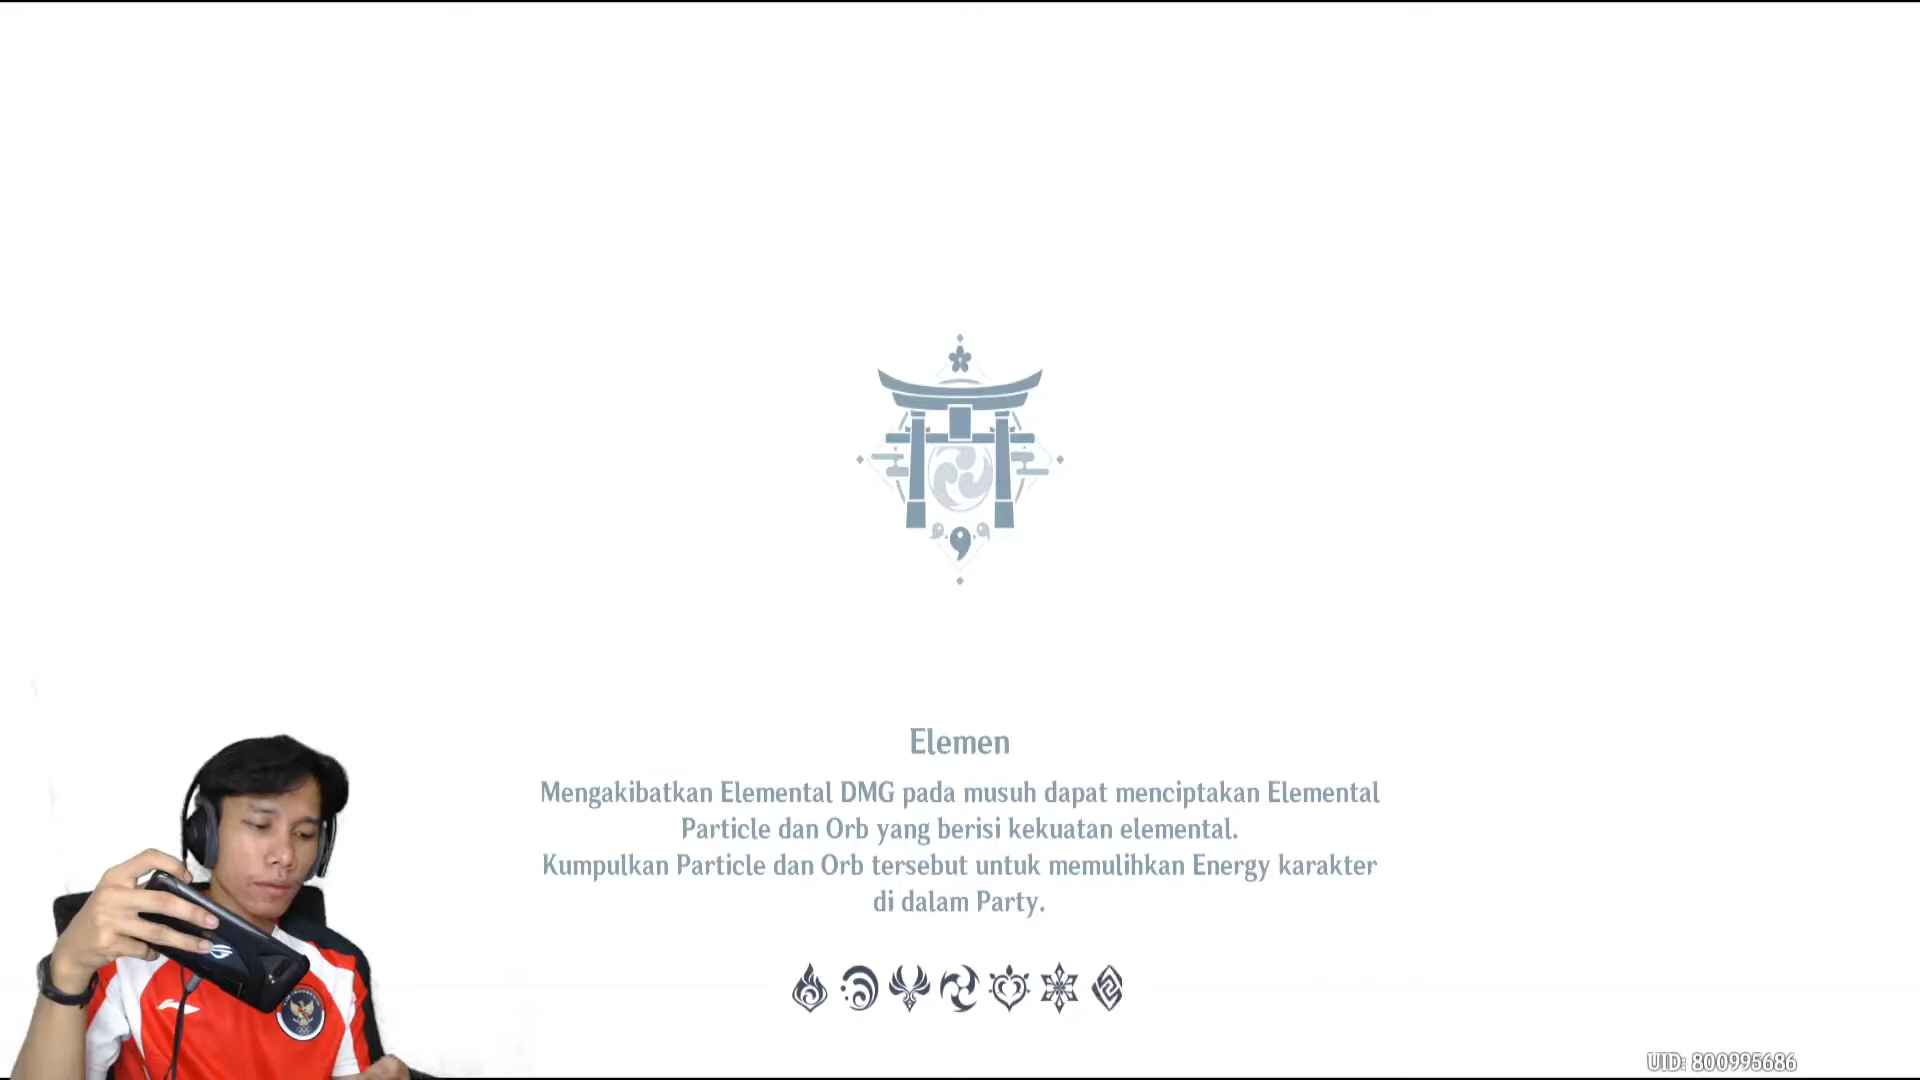 Elemen
Mengakibatkan Elemental DMG pada musuh dapat menciptakan Elemental
Particle dan Orb yang berisi kekuatan elemental.
Kumpulkan Particle dan Orb tersebut untuk memulihkan Energy karakter
di dalam Party.
UID: 800995686